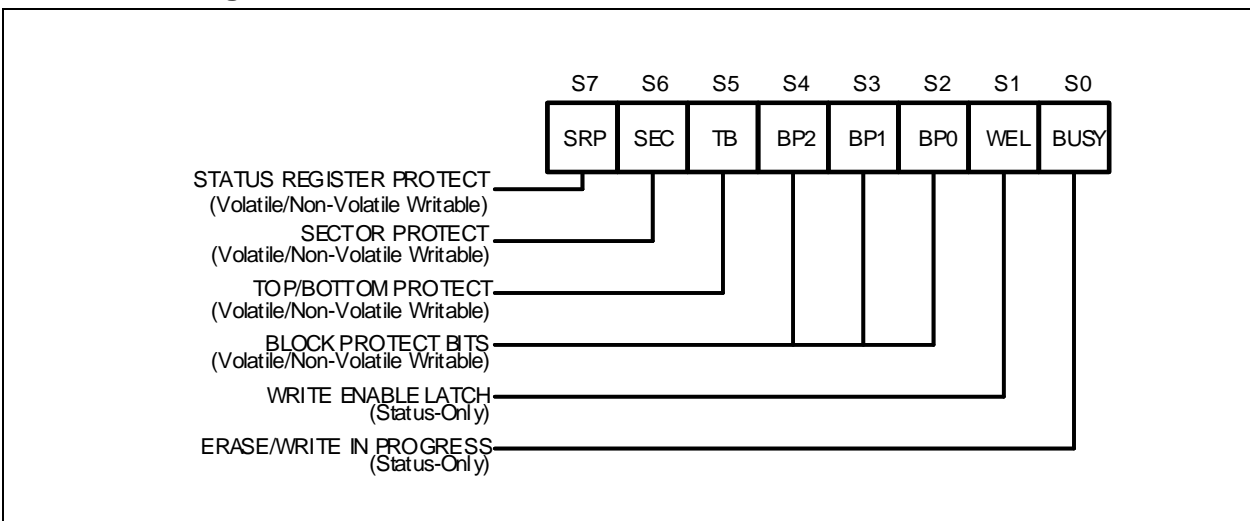 S7 S6 S5 S4 S3 S2 S1 S0
SRP SEC TB BP2 BP1 BP0 WEL BUSY
STATUS REGISTER PROTECT
(Volatile/Non-Volatile Writable)
SECTOR PROTECT
(Volatile/Non-Volatile Writable)
TOP/BOTTOM PROTECT
(Volatile/Non-Volatile Writable)
BLOCK PROTECT BITS
(Volatile/Non-Volatile Writable)
WRITE ENABLE LATCH
(Status-Only)
ERASE/WRITE IN PROGRESS
(Status-Only)